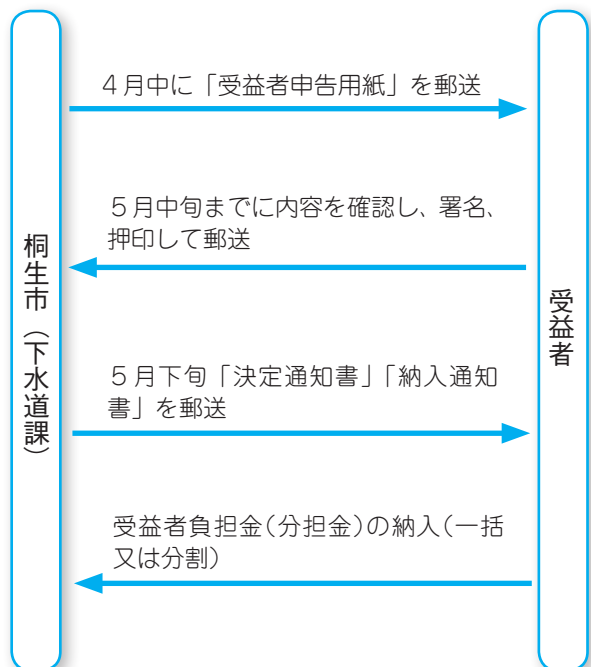 桐生市（下水道課）
４月中に「受益者申告用紙」を郵送
５月中旬までに内容を確認し、署名、
押印して郵送
５月下旬「決定通知書」「納入通知
書」を郵送
受益者負担金（分担金）の納入（一括
又は分割）
受益者